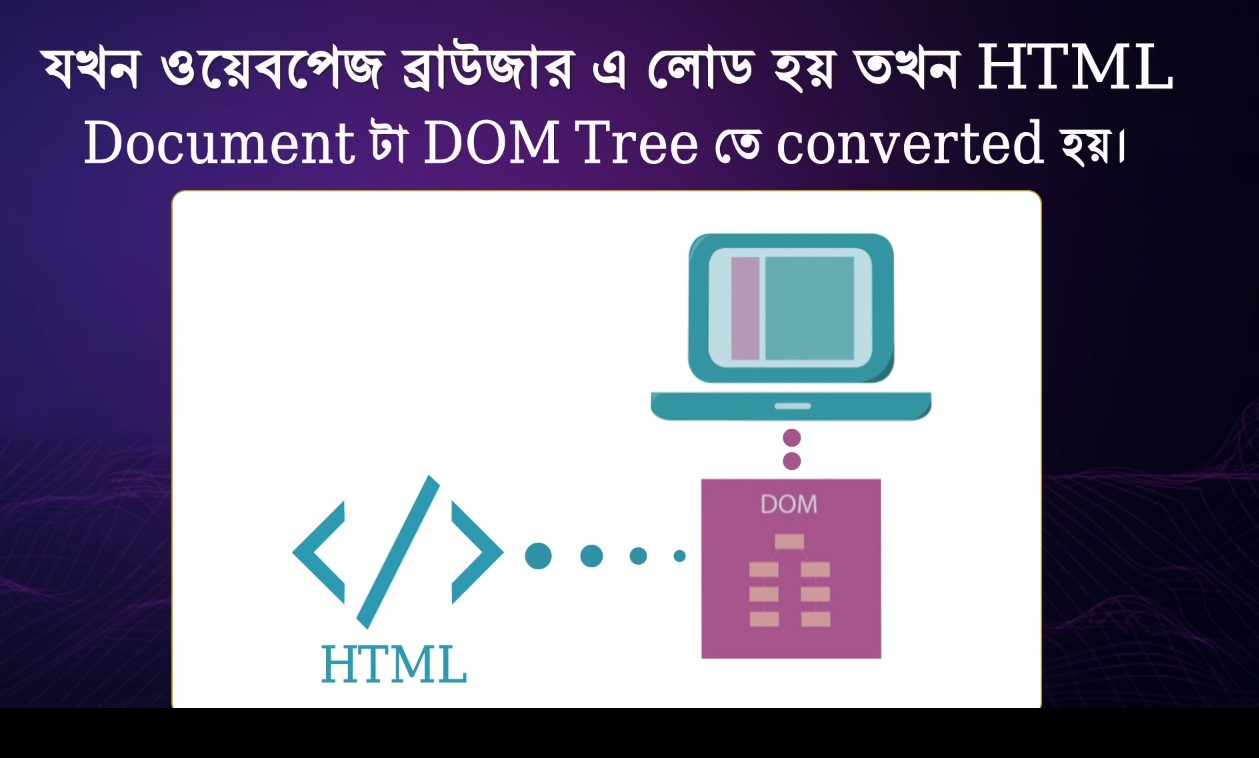 যখন ওয়েবপেজ ব্রাউজার এ লোড হয় তখন HTML
Document টা DOM Tree তে converted হয়।
DOM
HTML